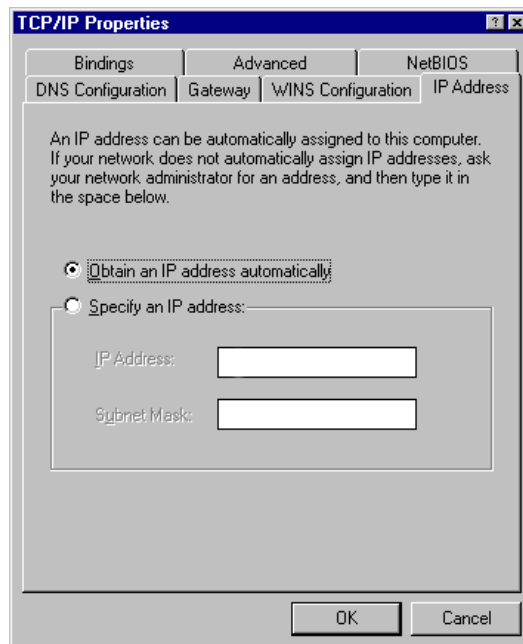 TCP/IP Properties
Bindings Advanced NetBIOS
DNS Configuration Gateway WINS Configuration IP Address
An IP address can be automatically assigned to this computer.
If your network does not automatically assign IP addresses, ask
your network administrator for an address, and then type it in
the space below.
Obtain an IP address automatically
Specify an IP address:
IP Address:
Subnet Mask:
OK Cancel